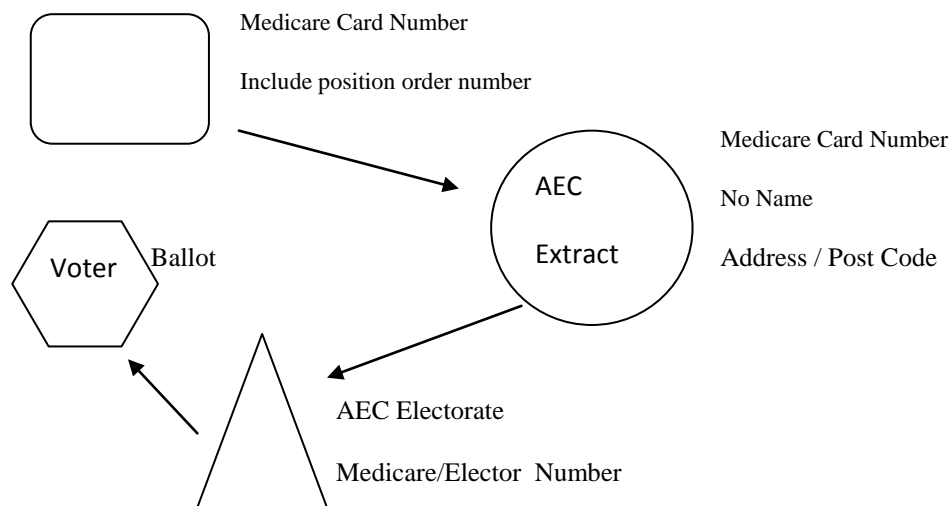 Medicare Card Number
Include position order number
Medicare Card Number
AEC
No Name
Extract
Address / Post Code
Voter
Ballot
AEC Electorate
Medicare/Elector Number